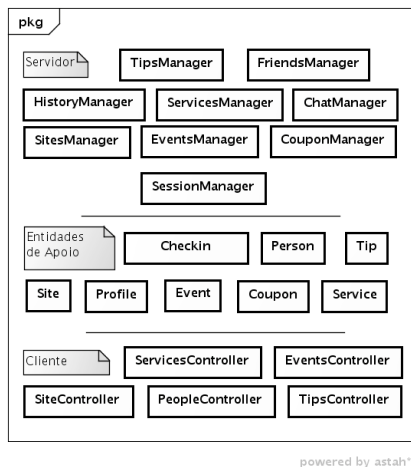 pkg
Servidor TipsManager FriendsManager
HistoryManager ServicesManager ChatManager
SitesManager EventsManager CouponManager
SessionManager
Entidades
de Apoio Checkin Person Tip
Site Profile Event Coupon Service
Cliente ServicesController EventsController
SiteController PeopleController TipsController
powered by astah*